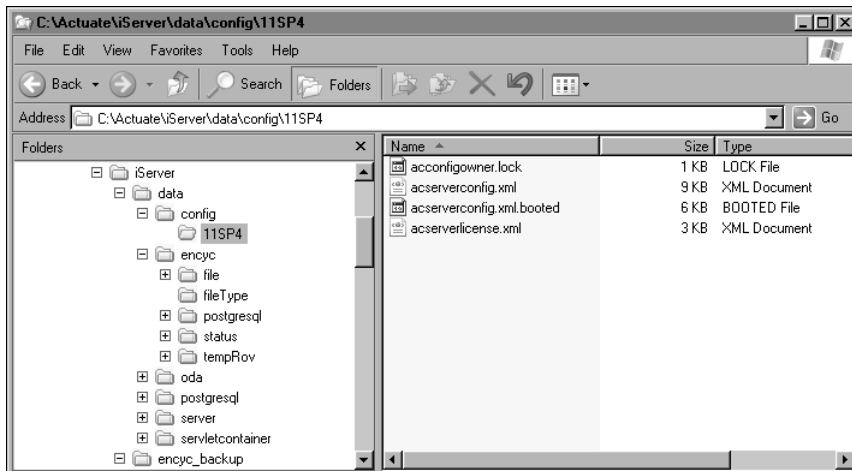 C:\Actuate\iServer\data\config\11SP4
File Edit View Favorites Tools Help
Back Search Folders
Address C:\Actuate\iServer\data\config\11SP4 Go
Folders
iServer
data
config
11SP4
encyc
file
fileType
postgresql
status
tempRov
oda
postgresql
server
servletcontainer
encyc_backup
Name Size Type
acconfigowner.lock 1 KB LOCK File
acserverconfig.xml 9 KB XML Document
acserverconfig.xml.booted 6 KB BOOTED File
acserverlicense.xml 3 KB XML Document